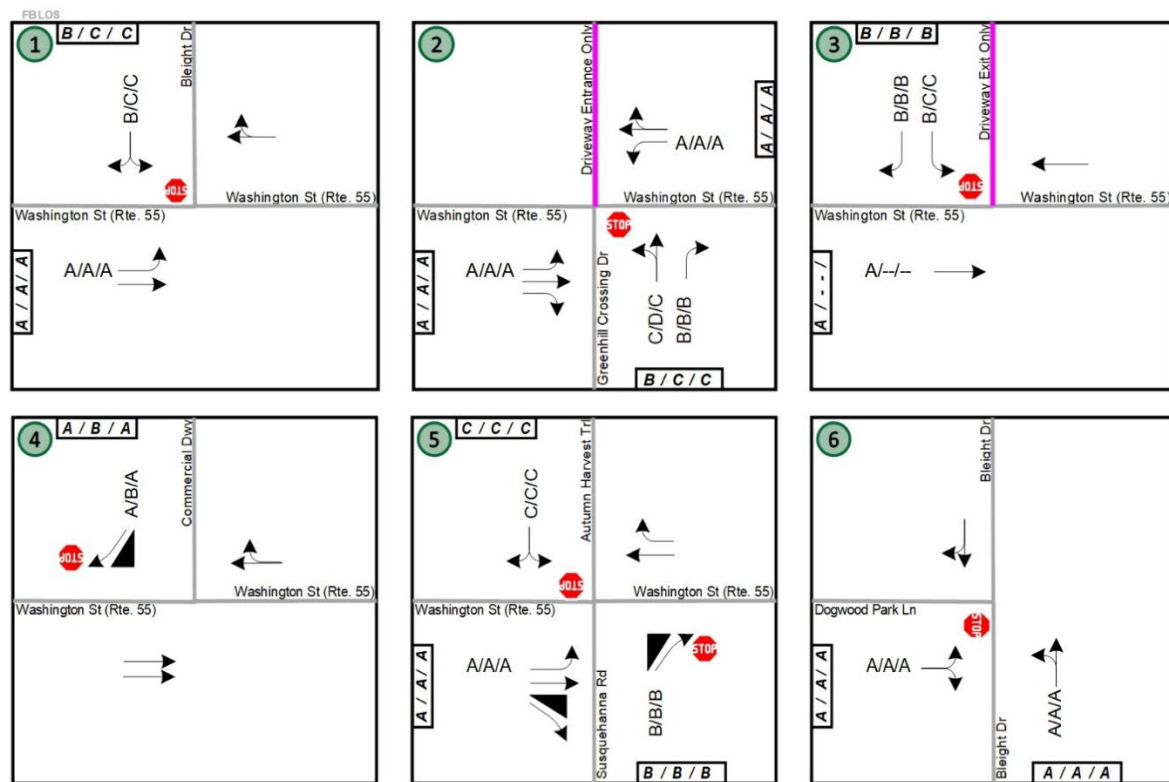 FBLOS
1
B / C / C
Bleight Dr
B/C/C
STOP
Washington St (Rte. 55)
Washington St (Rte. 55)
A/A/A
A / A / A
2
Driveway Entrance Only
A/A/A
A / A / A
Washington St (Rte. 55)
Washington St (Rte. 55)
STOP
A/A/A
A / A / A
Greenhill Crossing Dr
C/D/C
B/B/B
B / C / C
3
B / B / B
Driveway Exit Only
B/B/B
B/C/C
STOP
Washington St (Rte. 55)
Washington St (Rte. 55)
A/--/--
A / - - /
4
A / B / A
Commercial Dwy
A/B/A
STOP
Washington St (Rte. 55)
Washington St (Rte. 55)
5
C / C / C
Autumn Harvest Trl
C/C/C
STOP
Washington St (Rte. 55)
Washington St (Rte. 55)
A/A/A
A / A / A
Susquehanna Rd
STOP
B/B/B
B / B / B
6
Bleight Dr
Dogwood Park Ln
STOP
A/A/A
A / A / A
A/A/A
Bleight Dr
A / A / A